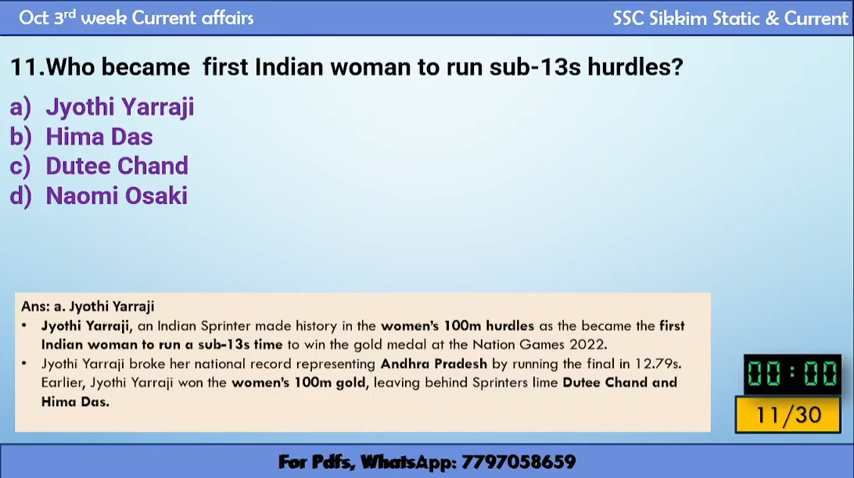 Oct 3rd week Current affairs
SSC Sikkim Static & Current
11.Who became first Indian woman to run sub-13s hurdles?
a) Jyothi Yarraji
b) Hima Das
c) Dutee Chand
d) Naomi Osaki
Ans: a. Jyothi Yarraji
• Jyothi Yarraji, an Indian Sprinter made history in the women's 100m hurdles as the became the first
Indian woman to run a sub-13s time to win the gold medal at the Nation Games 2022.
• Jyothi Yarraji broke her national record representing Andhra Pradesh by running the final in 12.79s.
Earlier, Jyothi Yarraji won the women's 100m gold, leaving behind Sprinters lime Dutee Chand and
Hima Das.
00:00
11/30
For Pdfs, WhatsApp: 7797058659